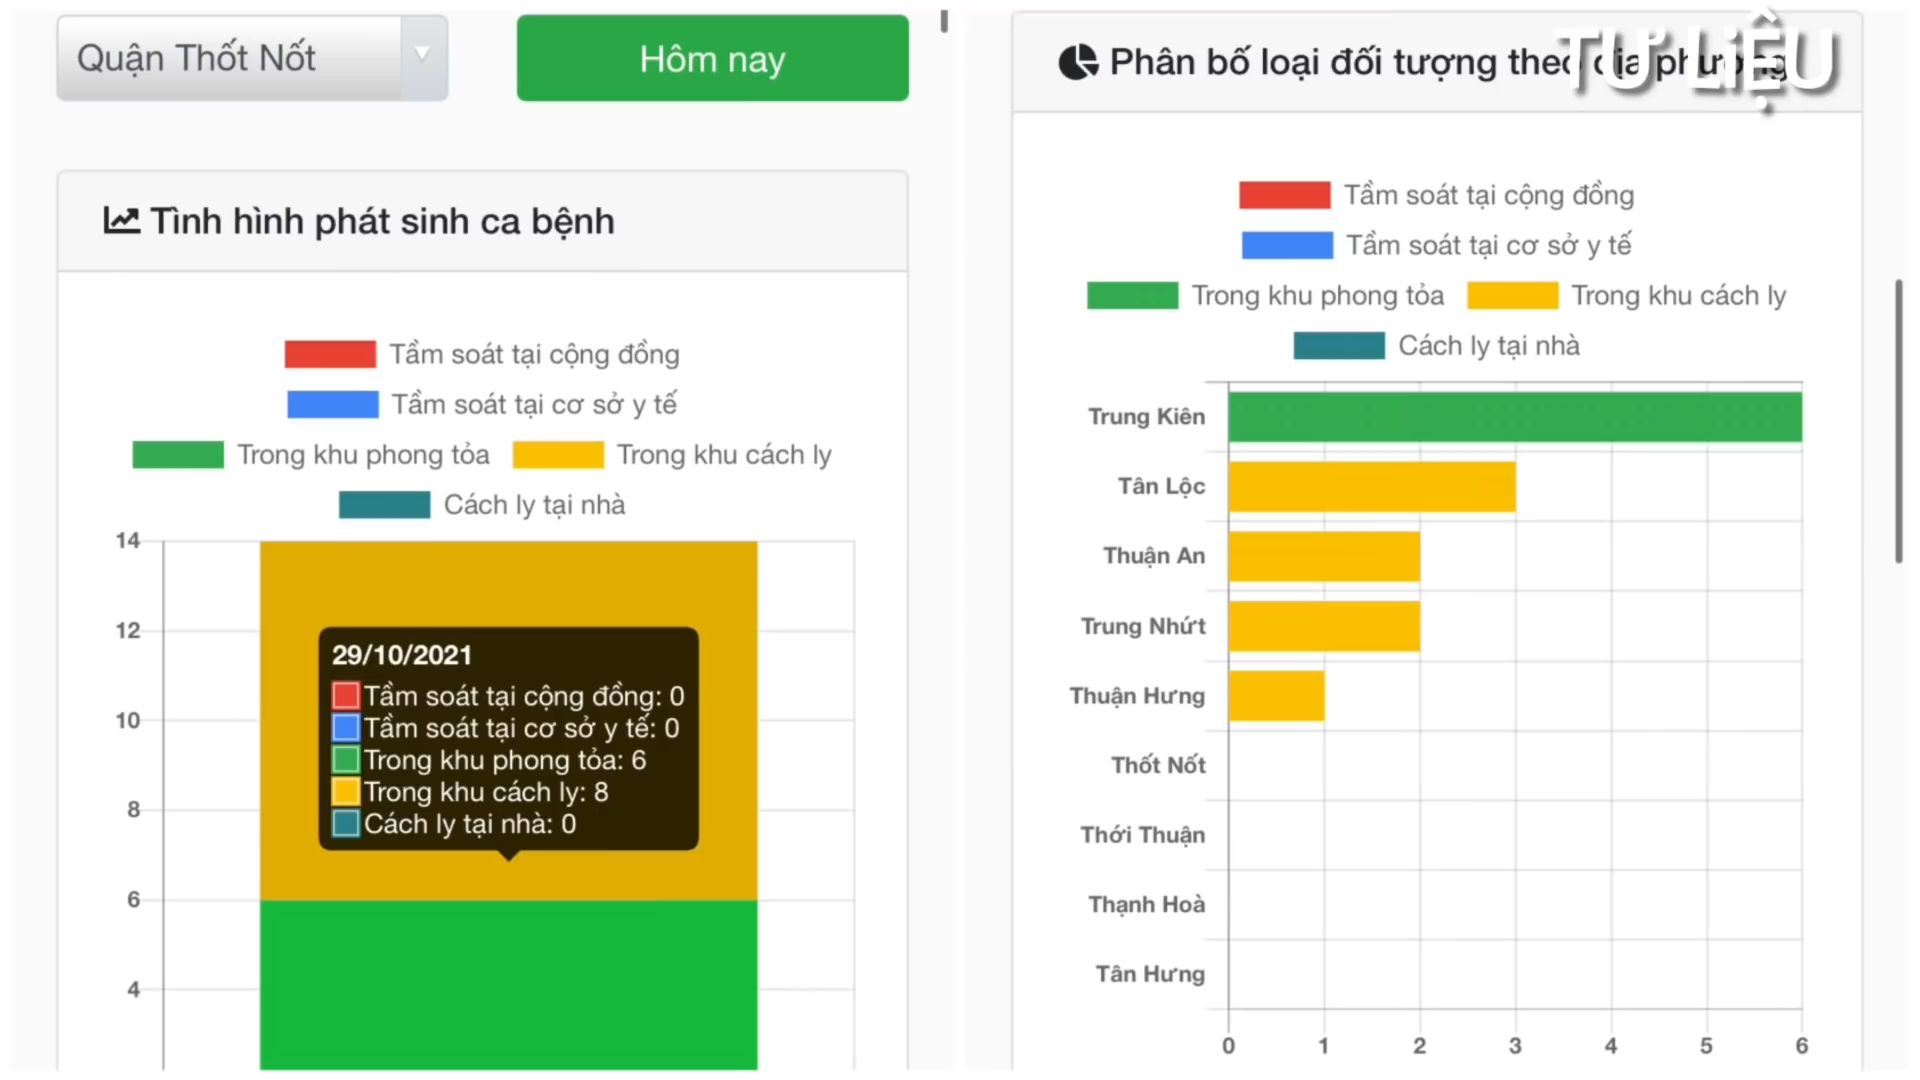 Quận Thốt Nốt
Hôm nay
Tình hình phát sinh ca bệnh
Tầm soát tại cộng đồng
Tầm soát tại cơ sở y tế
Trong khu phong tỏa Trong khu cách ly
Cách ly tại nhà
14
12
10
8
6
4
29/10/2021
Tầm soát tại cộng đồng: 0
Tầm soát tại cơ sở y tế: 0
Trong khu phong tỏa: 6
Trong khu cách ly: 8
Cách ly tại nhà: 0
TƯ LiỆU
Phân bố loại đối tượng theo địa phương
Tầm soát tại cộng đồng
Tầm soát tại cơ sở y tế
Trong khu phong tỏa Trong khu cách ly
Cách ly tại nhà
Trung Kiên
Tân Lộc
Thuận An
Trung Nhứt
Thuận Hưng
Thốt Nốt
Thới Thuận
Thạnh Hoà
Tân Hưng
0 1 2 3 4 5 6